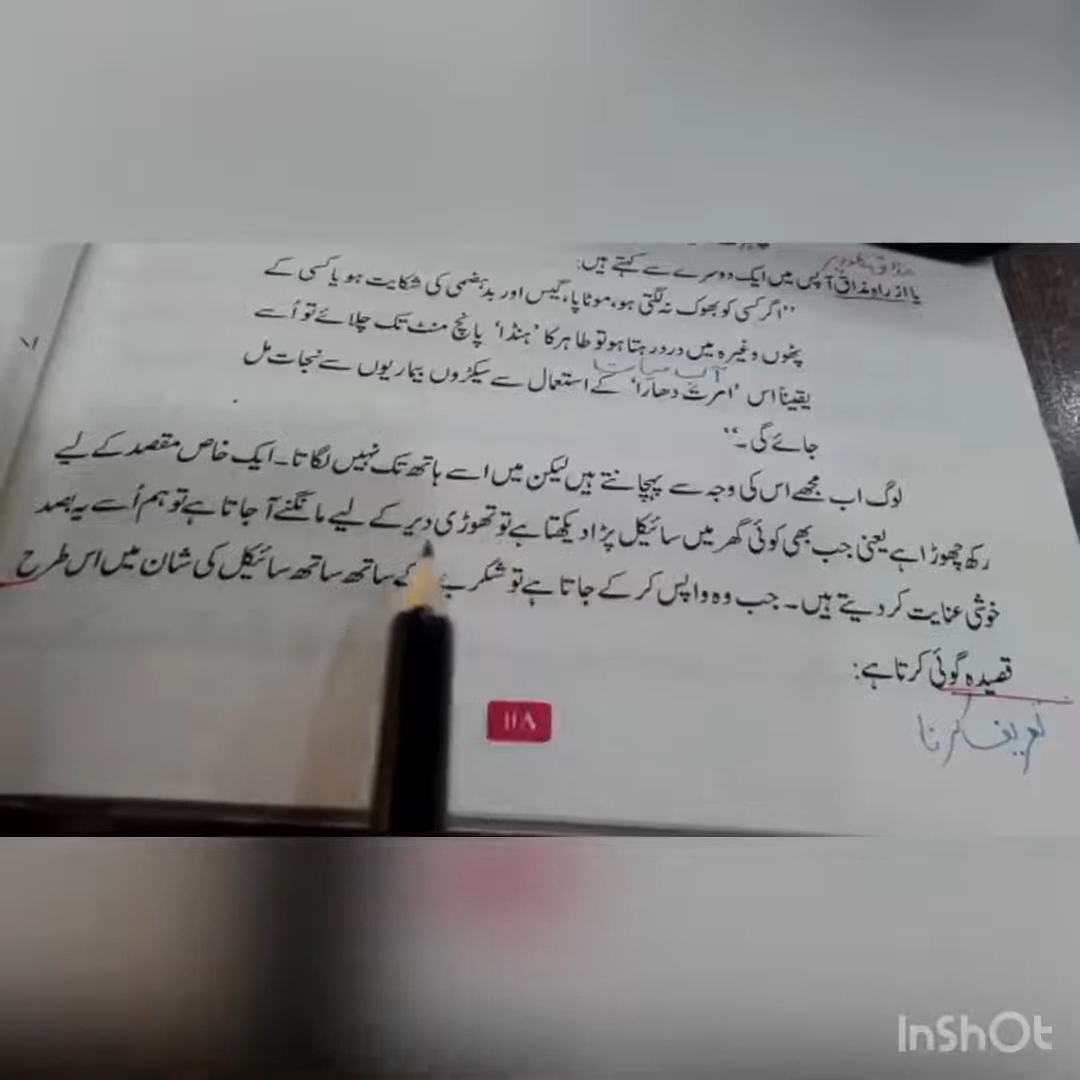 یا از راہِ مذاق آپس میں ایک دوسرے سے کہتے ہیں:
”اگر کسی کو بھوک نہ لگتی ہو، موٹاپا، گیس اور بدہضمی کی شکایت ہو یا کسی کے
پٹھوں وغیرہ میں درد رہتا ہو تو طاہر کا ’ہنڈا‘ پانچ منٹ تک چلائے تو اُسے
آب حیات
یقیناً اس ’امرت دھارا‘ کے استعمال سے سیکڑوں بیماریوں سے نجات مل
جائے گی۔“
لوگ اب مجھے اس کی وجہ سے پہچانتے ہیں لیکن میں اسے ہاتھ تک نہیں لگاتا۔ ایک خاص مقصد کے لیے
رکھ چھوڑا ہے یعنی جب بھی کوئی گھر میں سائیکل پڑا دیکھتا ہے تو تھوڑی دیر کے لیے مانگنے آ جاتا ہے تو ہم اُسے یہ بصد
خوشی عنایت کر دیتے ہیں۔ جب وہ واپس کر کے جاتا ہے تو شکریے کے ساتھ ساتھ سائیکل کی شان میں اس طرح
قصیدہ گوئی کرتا ہے:
تعریف کرنا
۱۱۸
InShOt